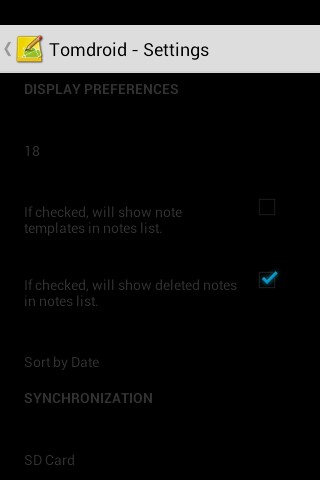 Tomdroid - Settings
DISPLAY PREFERENCES
18
If checked, will show note
templates in notes list.
If checked, will show deleted notes
in notes list.
Sort by Date
SYNCHRONIZATION
SD Card